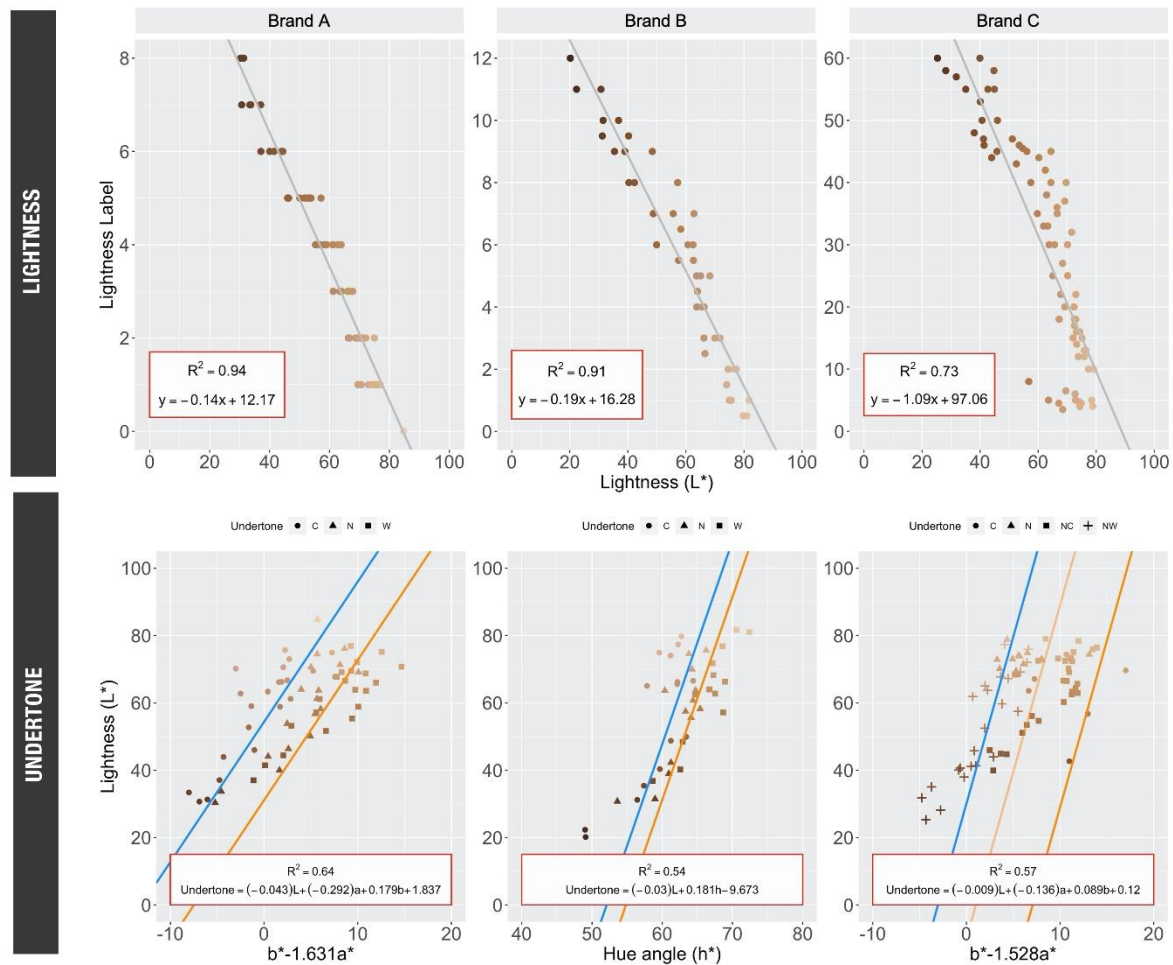 Brand A
Brand B
Brand C
LIGHTNESS
Lightness Label
8
6
4
2
0
R² = 0.94
y = −0.14x + 12.17
0 20 40 60 80 100
12
10
8
6
4
2
0
R² = 0.91
y = −0.19x + 16.28
0 20 40 60 80 100
60
50
40
30
20
10
0
R² = 0.73
y = −1.09x + 97.06
0 20 40 60 80 100
Lightness (L*)
UNDERTONE
Undertone C N W
Undertone C N W
Undertone C N NC NW
Lightness (L*)
100
80
60
40
20
0
R² = 0.64
Undertone = (−0.043)L+(−0.292)a+0.179b+1.837
-10 0 10 20
b*-1.631a*
100
80
60
40
20
0
R² = 0.54
Undertone = (−0.03)L+0.181h−9.673
40 50 60 70 80
Hue angle (h*)
100
80
60
40
20
0
R² = 0.57
Undertone = (−0.009)L+(−0.136)a+0.089b+0.12
-10 0 10 20
b*-1.528a*